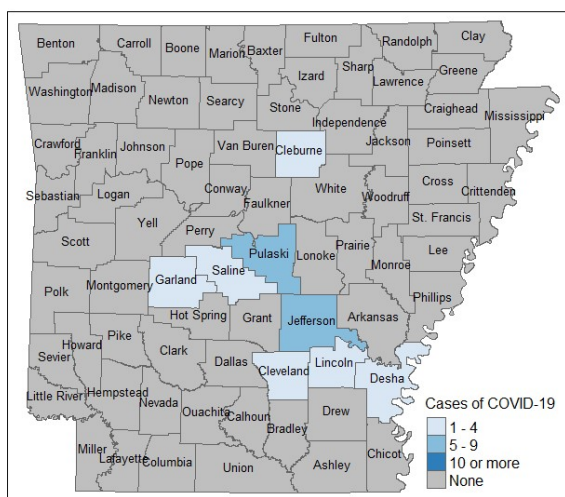 Benton
Carroll
Boone
Marion
Baxter
Fulton
Randolph
Clay
Washington
Madison
Newton
Searcy
Stone
Izard
Sharp
Lawrence
Greene
Independence
Craighead
Mississippi
Crawford
Franklin
Johnson
Pope
Van Buren
Cleburne
Jackson
Poinsett
Sebastian
Logan
Conway
Faulkner
White
Woodruff
Cross
Crittenden
Scott
Yell
Perry
Pulaski
Lonoke
Prairie
Monroe
St. Francis
Lee
Polk
Montgomery
Garland
Saline
Phillips
Hot Spring
Grant
Jefferson
Arkansas
Sevier
Howard
Pike
Clark
Dallas
Cleveland
Lincoln
Desha
Little River
Hempstead
Nevada
Ouachita
Calhoun
Bradley
Drew
Miller
Lafayette
Columbia
Union
Ashley
Chicot
Cases of COVID-19
1 - 4
5 - 9
10 or more
None